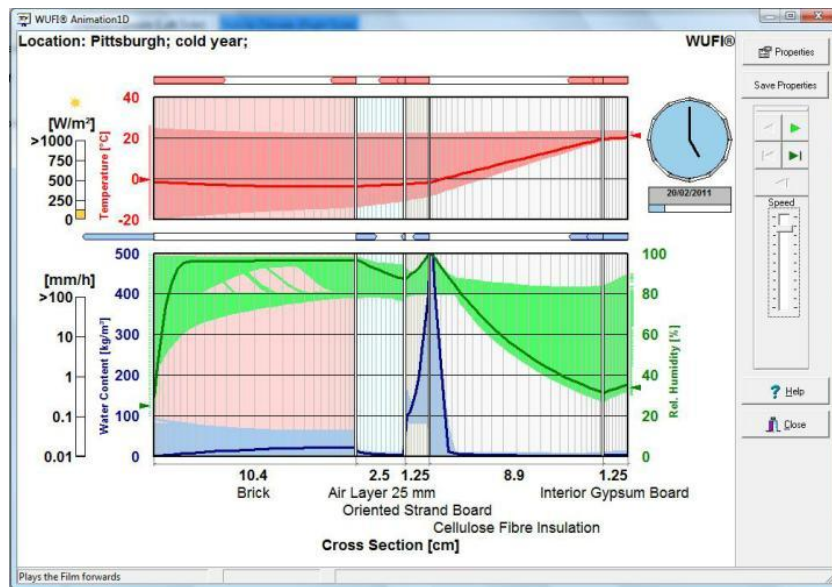 WUFI® Animation1D
Location: Pittsburgh; cold year;
WUFI®
Properties
Save Properties
[W/m²]
>1000
750
500
250
0
Temperature [°C]
40
20
0
-20
20/02/2011
Speed
[mm/h]
>100
10
1
0.1
0.01
Water Content [kg/m³]
500
400
300
200
100
0
100
80
60
40
20
0
Rel. Humidity [%]
10.4
2.5
1.25
8.9
1.25
Brick
Air Layer 25 mm
Interior Gypsum Board
Oriented Strand Board
Cellulose Fibre Insulation
Cross Section [cm]
Help
Close
Plays the Film forwards